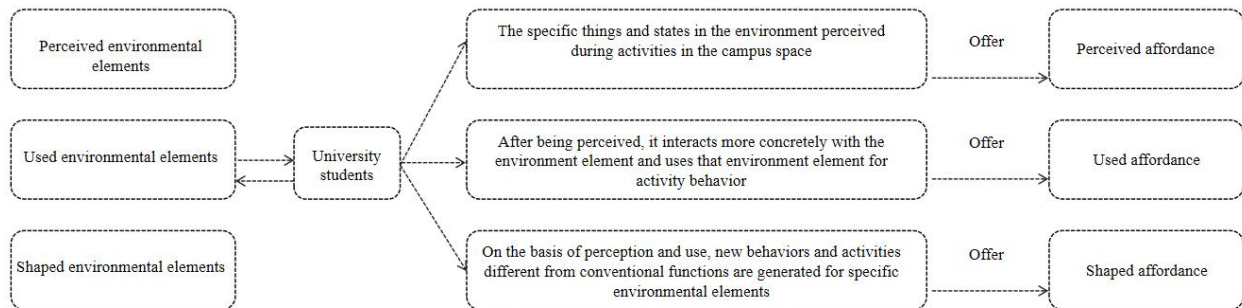 Perceived environmental
elements
The specific things and states in the environment perceived
during activities in the campus space
Offer
Perceived affordance
Used environmental elements
University
students
After being perceived, it interacts more concretely with the
environment element and uses that environment element for
activity behavior
Offer
Used affordance
Shaped environmental elements
On the basis of perception and use, new behaviors and activities
different from conventional functions are generated for specific
environmental elements
Offer
Shaped affordance